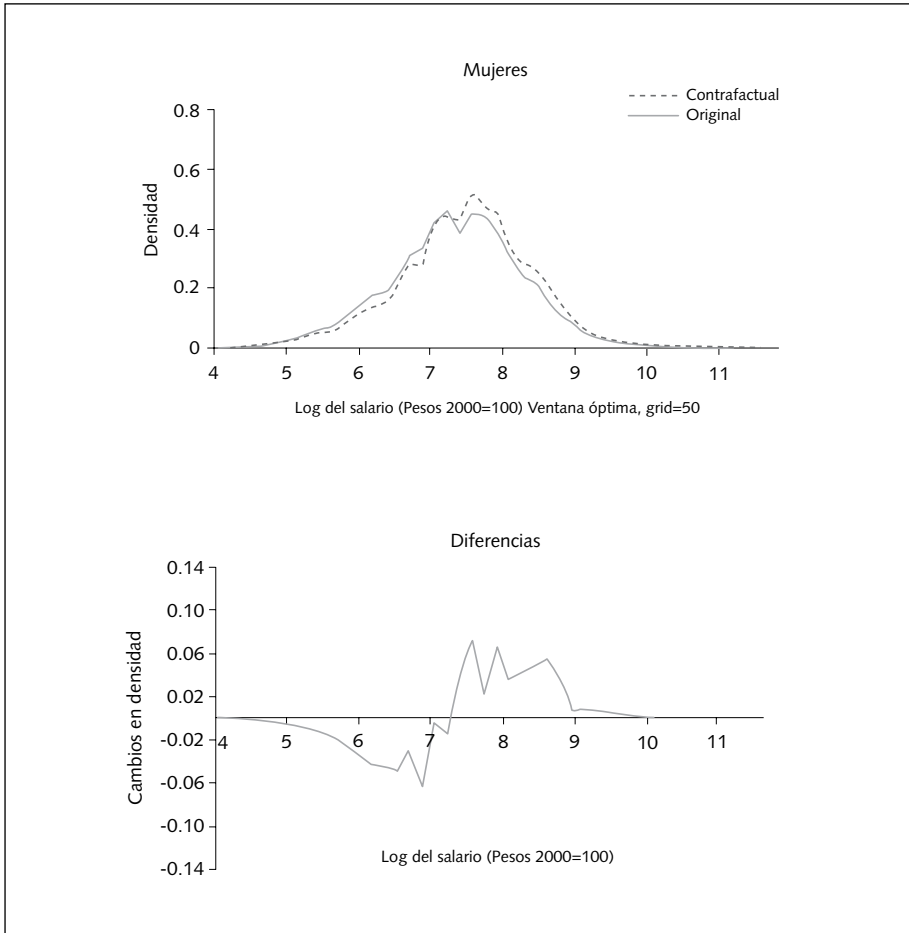 Mujeres
Contrafactual
Original
0.8
0.6
0.4
0.2
0
Densidad
4 5 6 7 8 9 10 11
Log del salario (Pesos 2000=100) Ventana óptima, grid=50
Diferencias
0.14
0.10
0.06
0.02
-0.02
-0.06
-0.10
-0.14
Cambios en densidad
4 5 6 7 8 9 10 11
Log del salario (Pesos 2000=100)